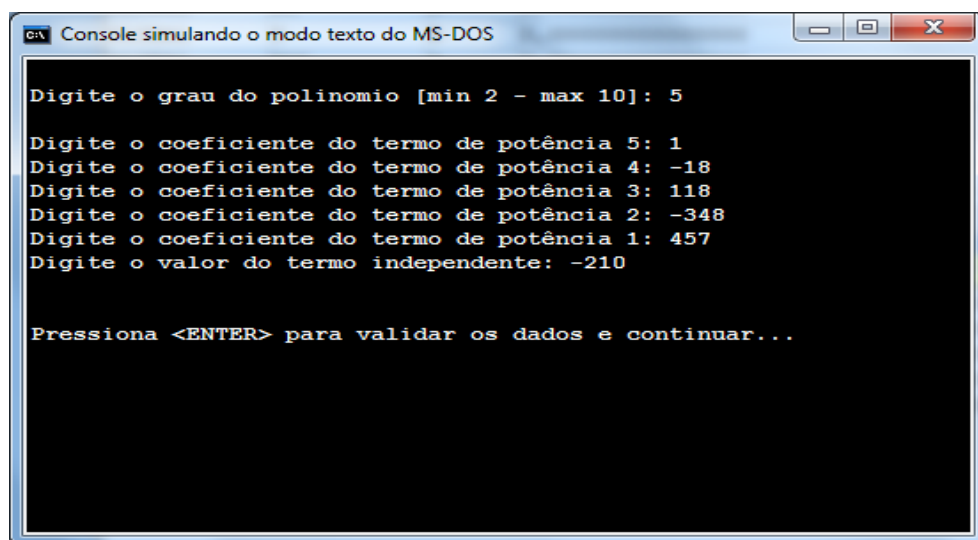 Console simulando o modo texto do MS-DOS
Digite o grau do polinomio [min 2 - max 10]: 5
Digite o coeficiente do termo de potência 5: 1
Digite o coeficiente do termo de potência 4: -18
Digite o coeficiente do termo de potência 3: 118
Digite o coeficiente do termo de potência 2: -348
Digite o coeficiente do termo de potência 1: 457
Digite o valor do termo independente: -210
Pressiona <ENTER> para validar os dados e continuar...